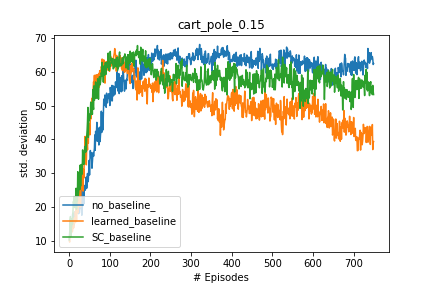 cart_pole_0.15
std. deviation
70
60
50
40
30
20
10
no_baseline_
learned_baseline
SC_baseline
0 100 200 300 400 500 600 700
# Episodes